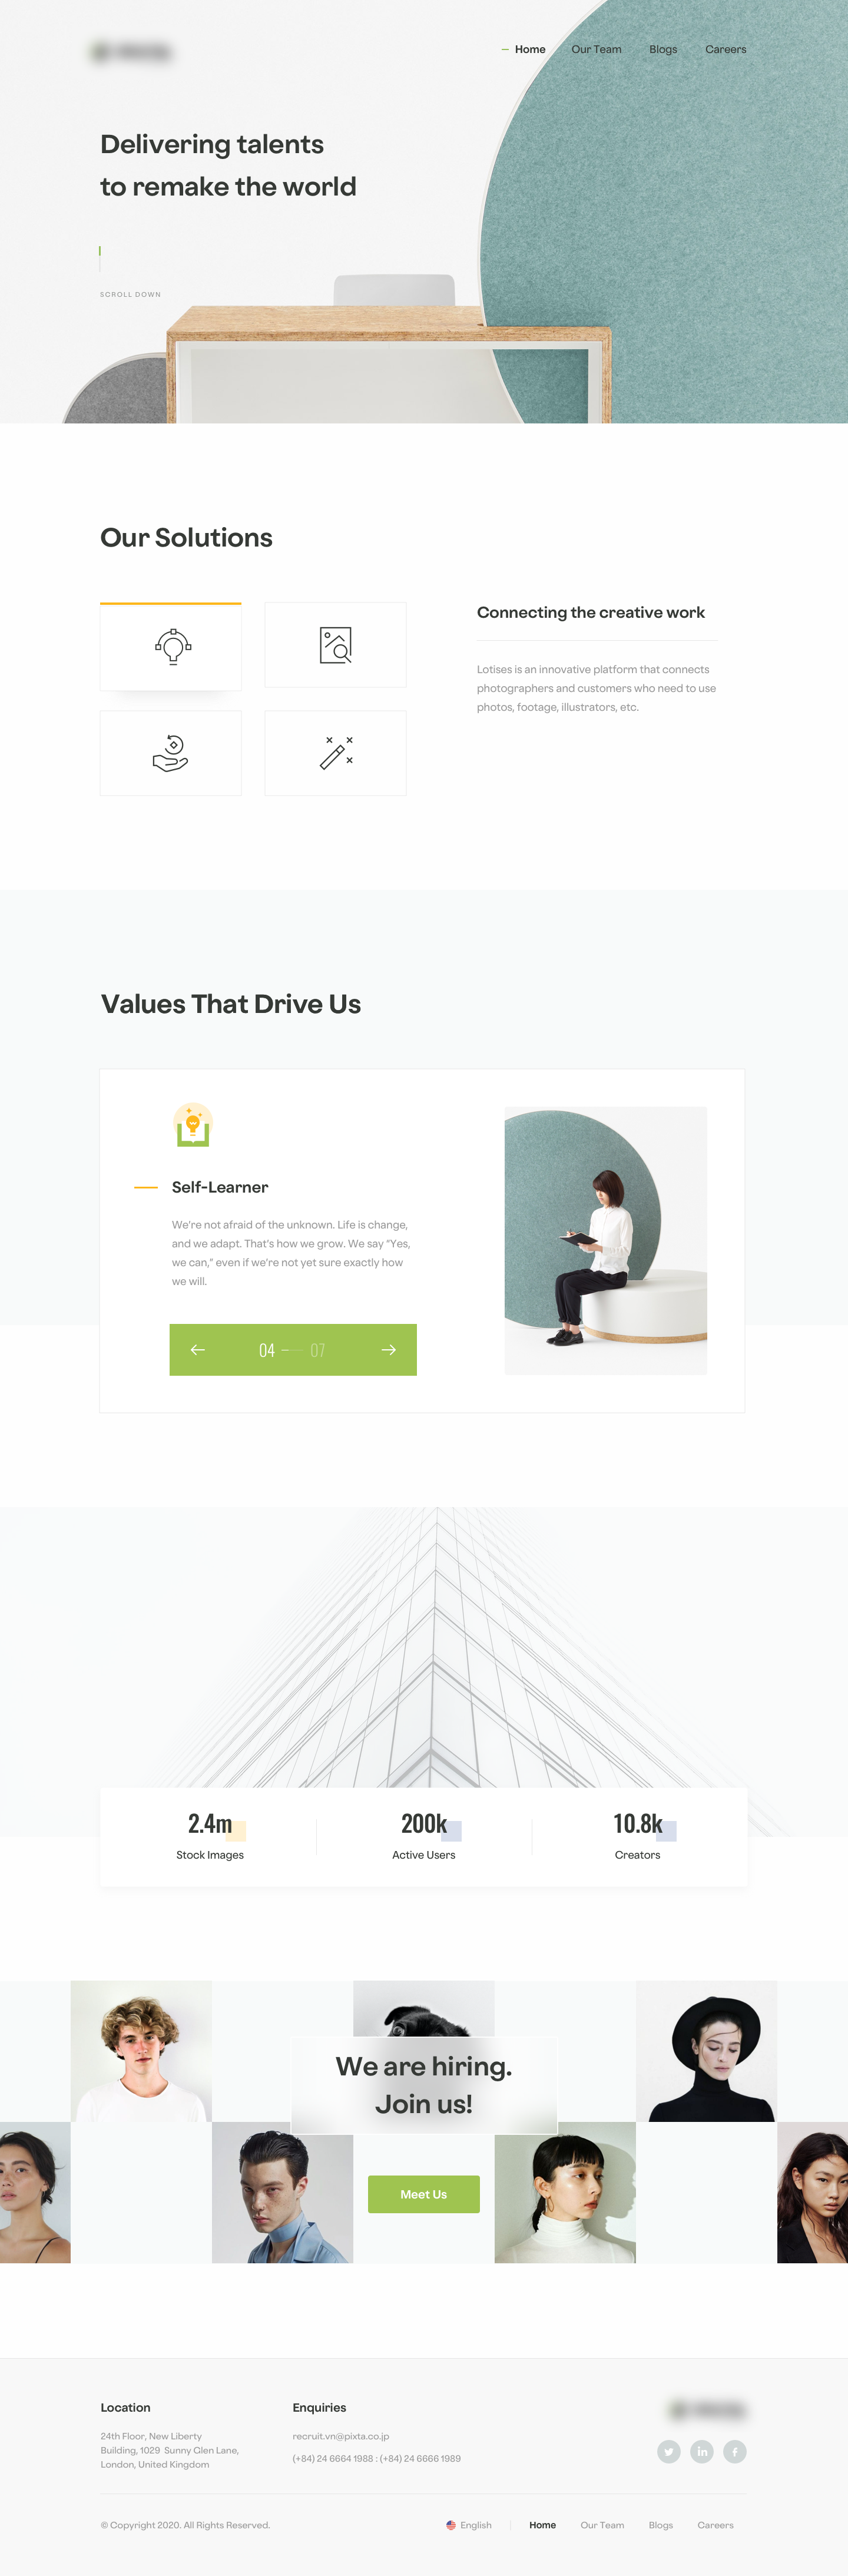 Home Our Team Blogs Careers
Delivering talents
to remake the world
SCROLL DOWN
Our Solutions
Connecting the creative work
Lotises is an innovative platform that connects
photographers and customers who need to use
photos, footage, illustrators, etc.
Values That Drive Us
Self-Learner
We're not afraid of the unknown. Life is change,
and we adapt. That's how we grow. We say "Yes,
we can," even if we're not yet sure exactly how
we will.
04 07
2.4m
Stock Images
200k
Active Users
10.8k
Creators
We are hiring.
Join us!
Meet Us
Location
24th Floor, New Liberty
Building, 1029 Sunny Glen Lane,
London, United Kingdom
Enquiries
recruit.vn@pixta.co.jp
(+84) 24 6664 1988 : (+84) 24 6666 1989
© Copyright 2020. All Rights Reserved.
English Home Our Team Blogs Careers